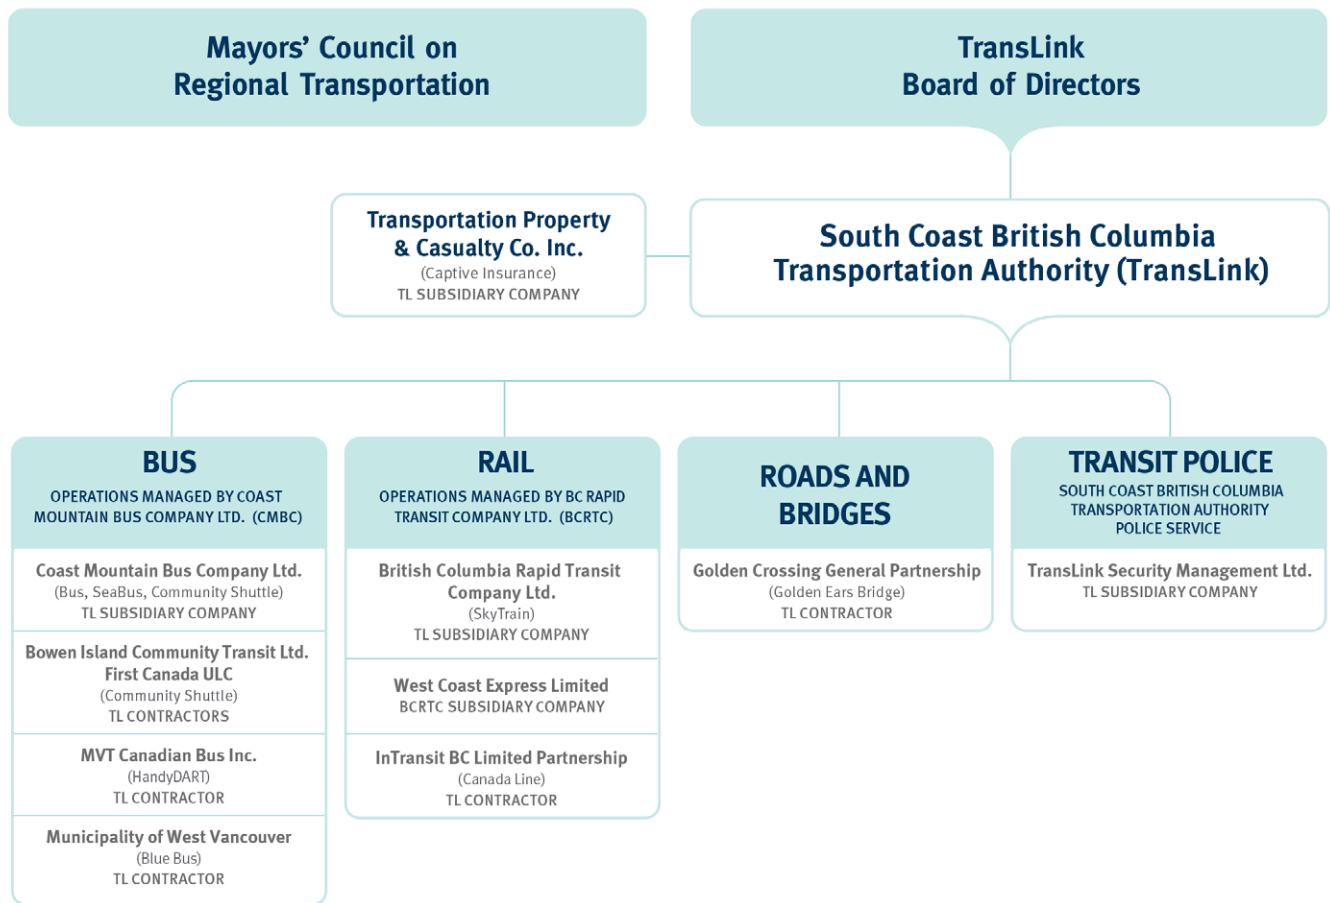 Mayors’ Council on
Regional Transportation
TransLink
Board of Directors
Transportation Property
& Casualty Co. Inc.
(Captive Insurance)
TL SUBSIDIARY COMPANY
South Coast British Columbia
Transportation Authority (TransLink)
BUS
OPERATIONS MANAGED BY COAST
MOUNTAIN BUS COMPANY LTD. (CMBC)
Coast Mountain Bus Company Ltd.
(Bus, SeaBus, Community Shuttle)
TL SUBSIDIARY COMPANY
Bowen Island Community Transit Ltd.
First Canada ULC
(Community Shuttle)
TL CONTRACTORS
MVT Canadian Bus Inc.
(HandyDART)
TL CONTRACTOR
Municipality of West Vancouver
(Blue Bus)
TL CONTRACTOR
RAIL
OPERATIONS MANAGED BY BC RAPID
TRANSIT COMPANY LTD. (BCRTC)
British Columbia Rapid Transit
Company Ltd.
(SkyTrain)
TL SUBSIDIARY COMPANY
West Coast Express Limited
BCRTC SUBSIDIARY COMPANY
InTransit BC Limited Partnership
(Canada Line)
TL CONTRACTOR
ROADS AND
BRIDGES
Golden Crossing General Partnership
(Golden Ears Bridge)
TL CONTRACTOR
TRANSIT POLICE
SOUTH COAST BRITISH COLUMBIA
TRANSPORTATION AUTHORITY
POLICE SERVICE
TransLink Security Management Ltd.
TL SUBSIDIARY COMPANY